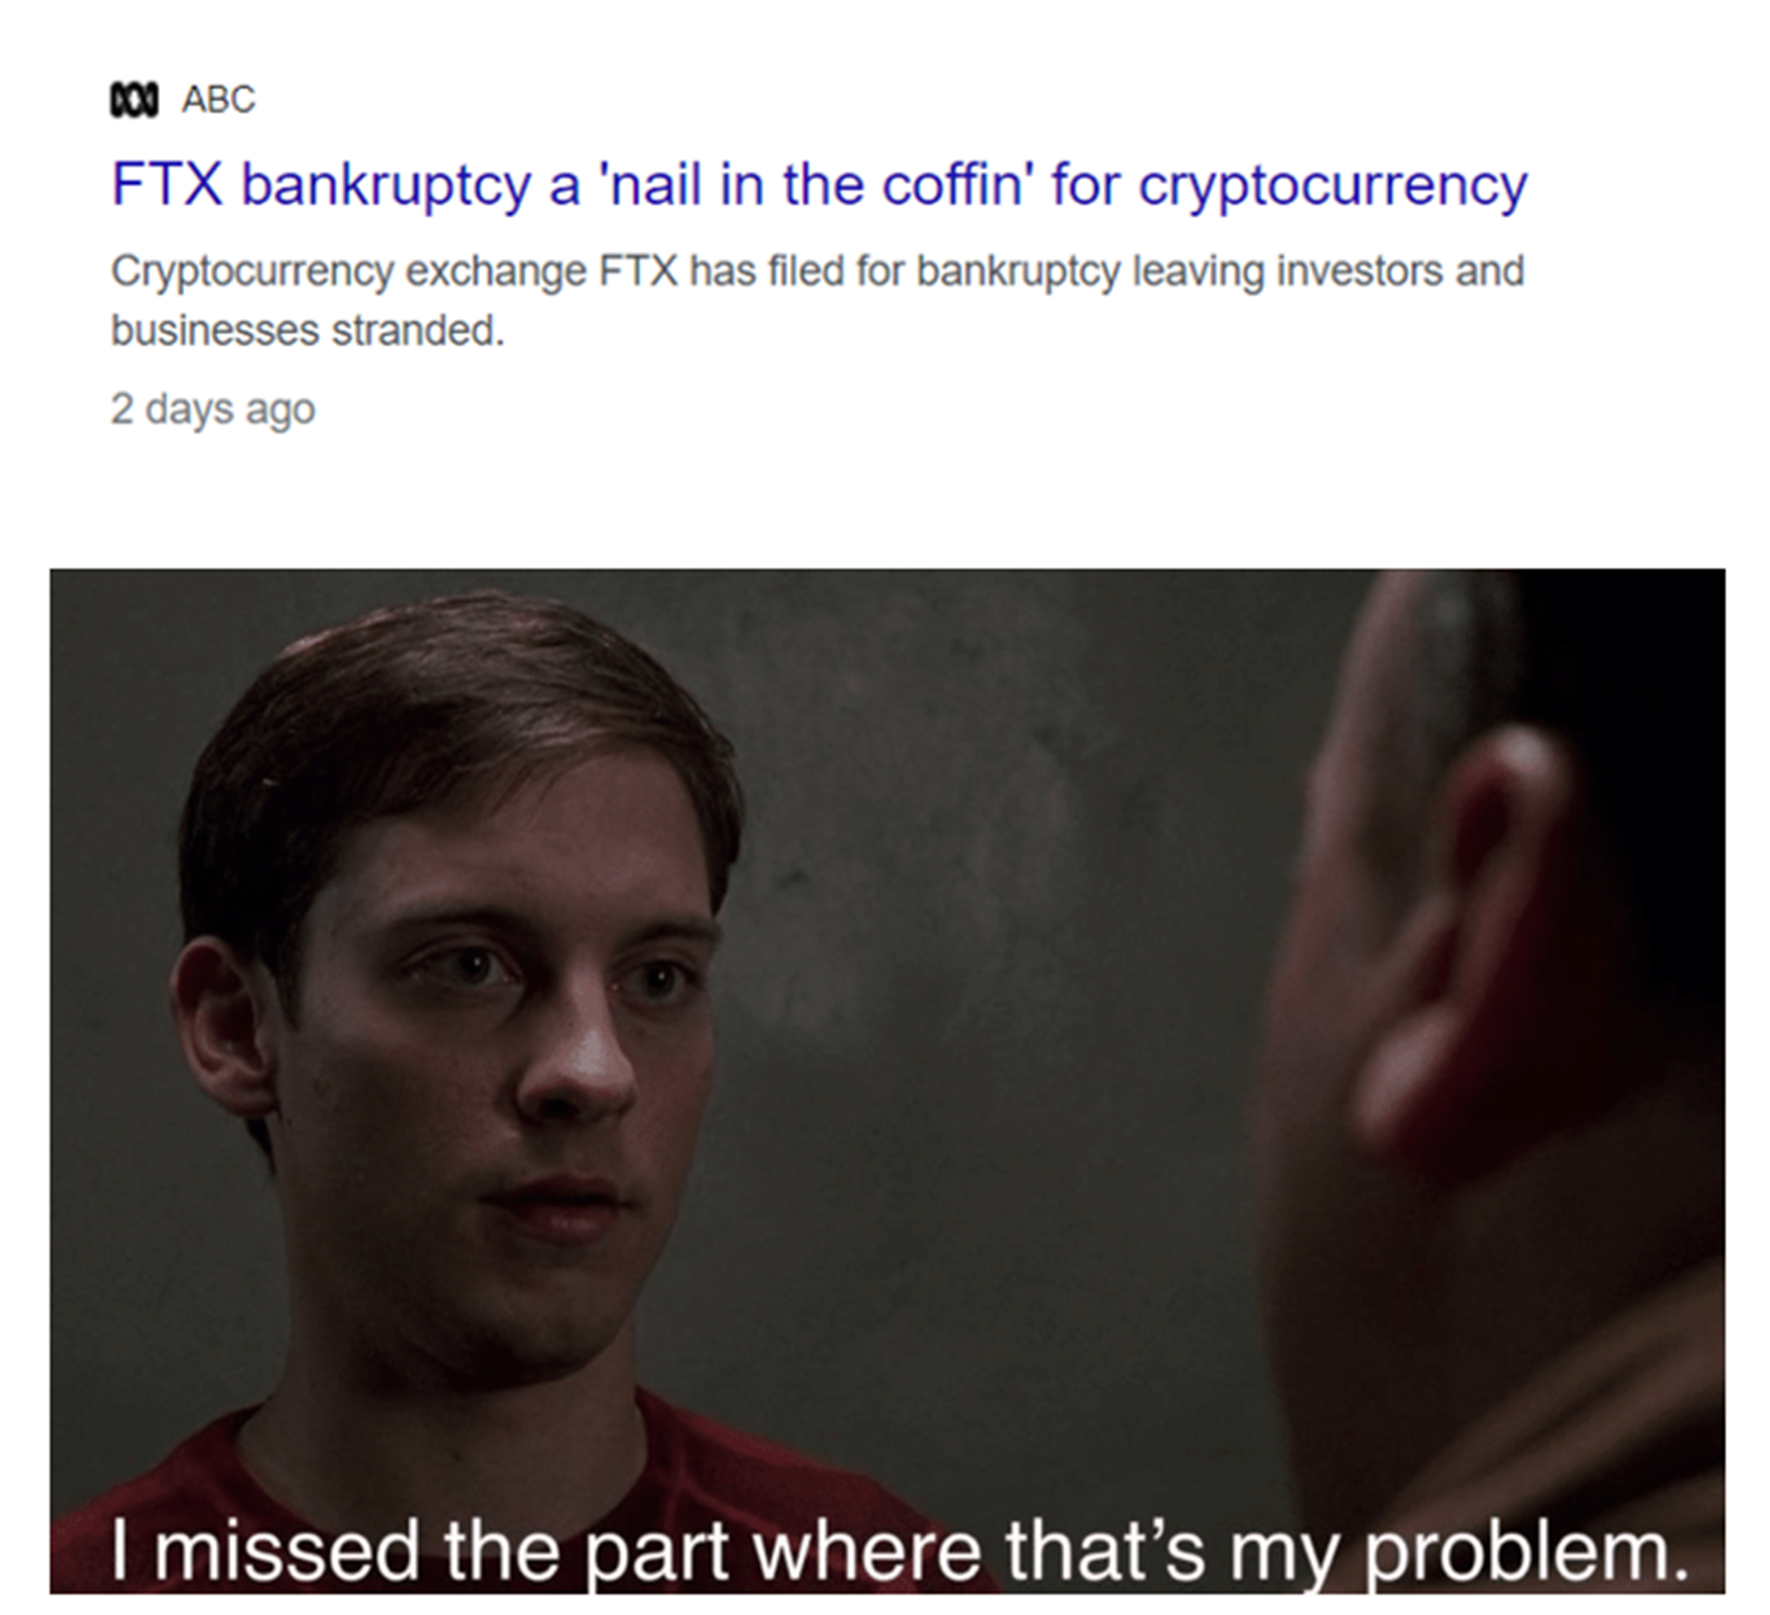 ABC
FTX bankruptcy a 'nail in the coffin' for cryptocurrency
Cryptocurrency exchange FTX has filed for bankruptcy leaving investors and
businesses stranded.
2 days ago
I missed the part where that’s my problem.